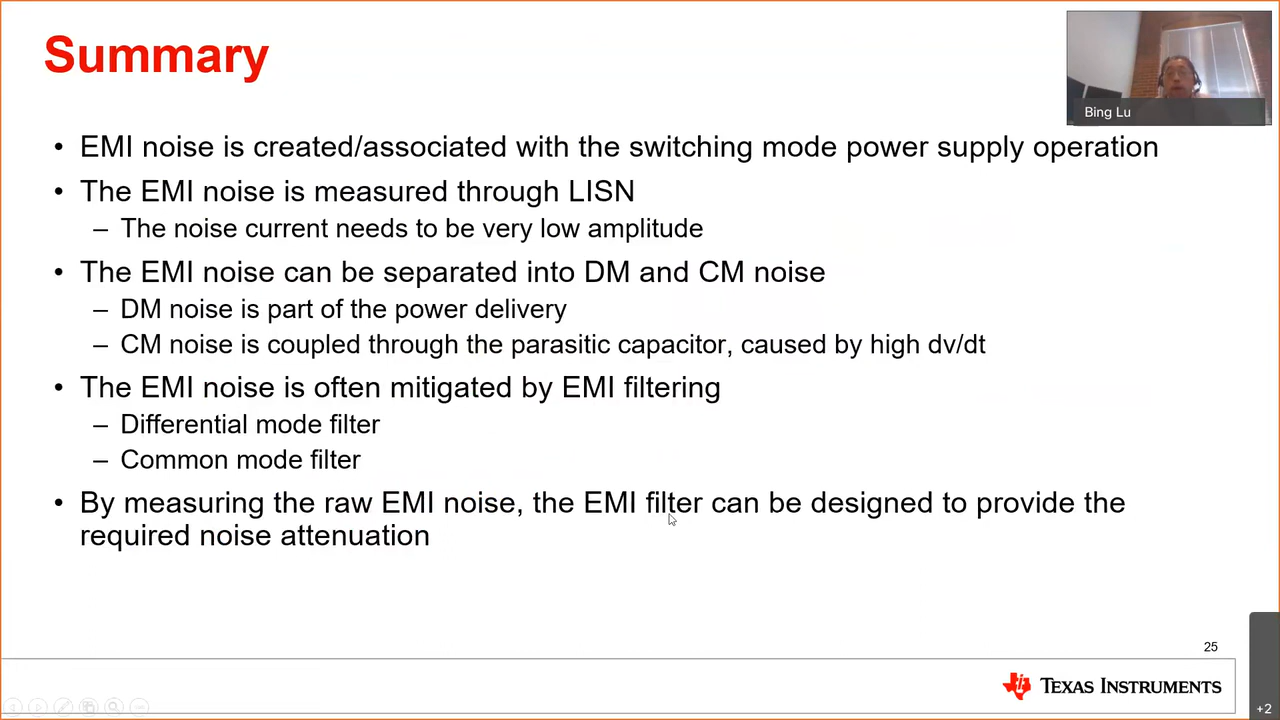 Summary
Bing Lu
• EMI noise is created/associated with the switching mode power supply operation
• The EMI noise is measured through LISN
– The noise current needs to be very low amplitude
• The EMI noise can be separated into DM and CM noise
– DM noise is part of the power delivery
– CM noise is coupled through the parasitic capacitor, caused by high dv/dt
• The EMI noise is often mitigated by EMI filtering
– Differential mode filter
– Common mode filter
• By measuring the raw EMI noise, the EMI filter can be designed to provide the
required noise attenuation
25
TEXAS INSTRUMENTS
+2